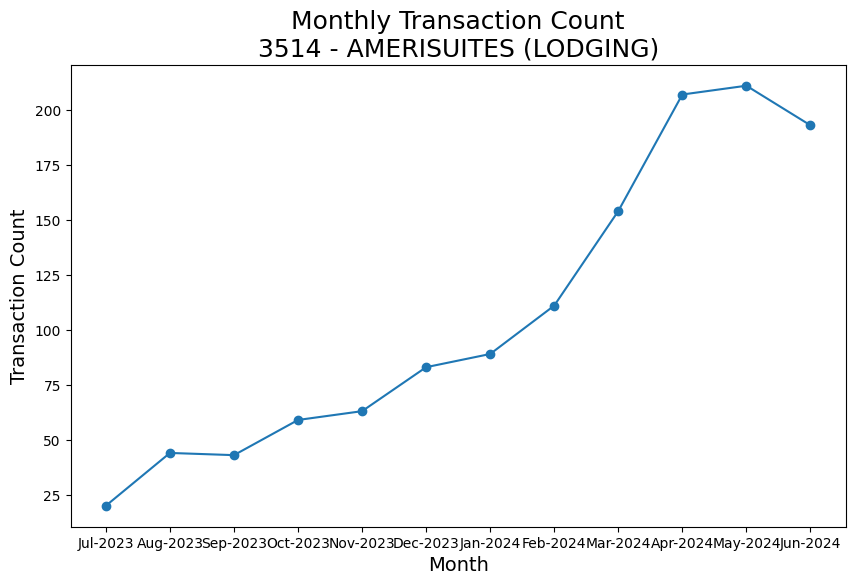 Monthly Transaction Count
3514 - AMERISUITES (LODGING)
Transaction Count
200
175
150
125
100
75
50
25
Jul-2023 Aug-2023 Sep-2023 Oct-2023 Nov-2023 Dec-2023 Jan-2024 Feb-2024 Mar-2024 Apr-2024 May-2024 Jun-2024
Month